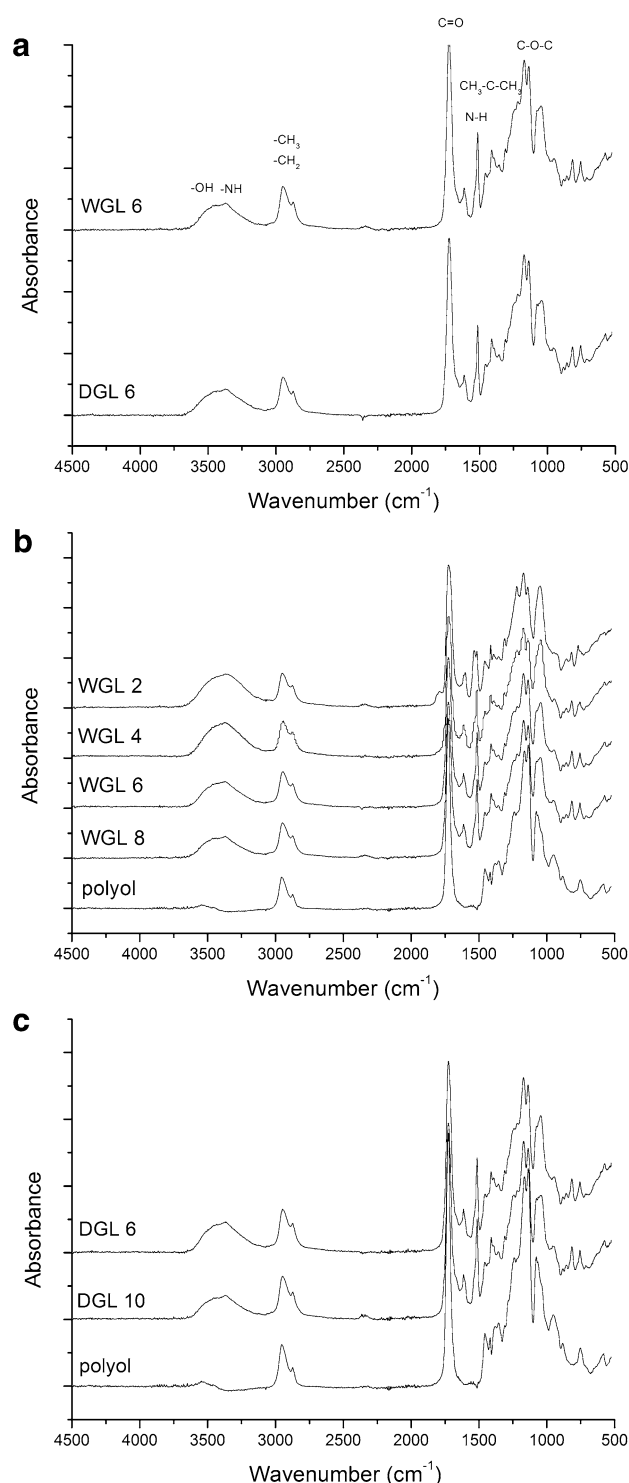 a
C=O
C-O-C
CH3-C-CH3
N-H
-CH3
-CH2
-OH -NH
WGL 6
DGL 6
Absorbance
4500 4000 3500 3000 2500 2000 1500 1000 500
Wavenumber (cm-1)
b
WGL 2
WGL 4
WGL 6
WGL 8
polyol
Absorbance
4500 4000 3500 3000 2500 2000 1500 1000 500
Wavenumber (cm-1)
c
DGL 6
DGL 10
polyol
Absorbance
4500 4000 3500 3000 2500 2000 1500 1000 500
Wavenumber (cm-1)